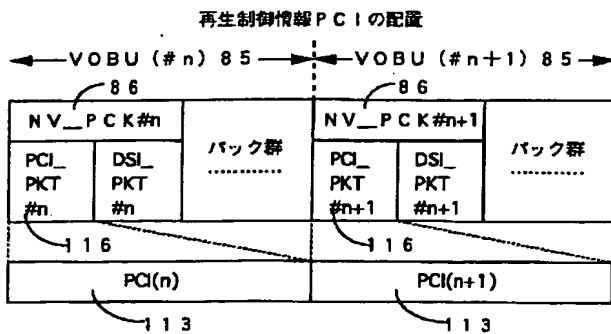 再生制御情報PCIの配置
VOBU(#n)85 VOBU(#n+1)85
86 86
NV_PCK#n NV_PCK#n+1
パック群 パック群
PCI_ DSI_ PCI_ DSI_
PKT PKT PKT PKT
#n #n #n+1 #n+1
116 116
PCI(n) PCI(n+1)
113 113